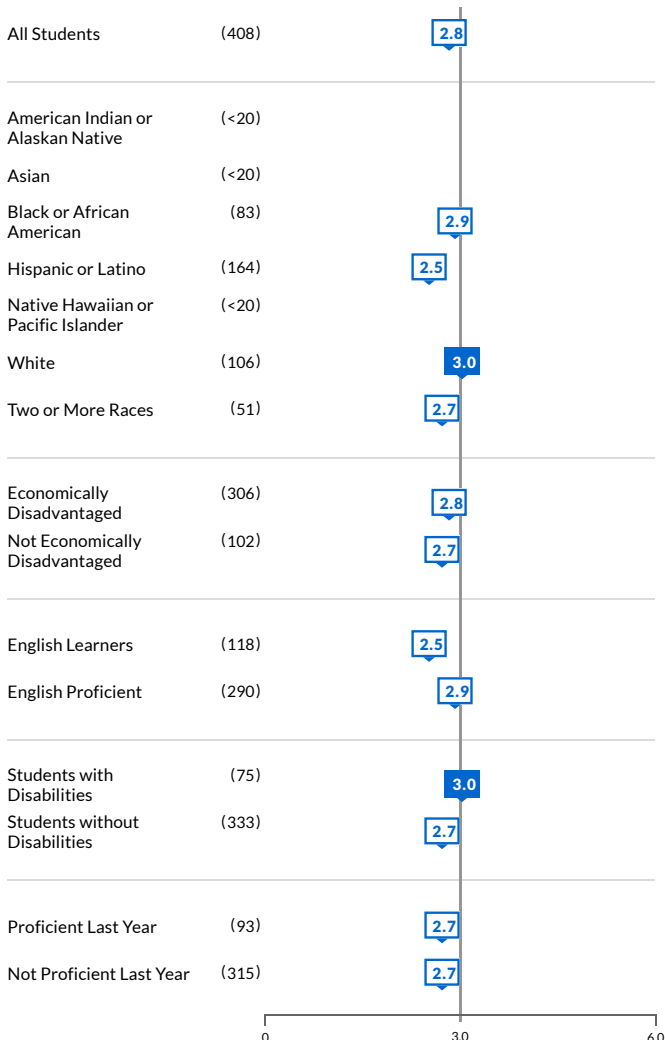 All Students (408) 2.8
American Indian or (<20)
Alaskan Native
Asian (<20)
Black or African (83) 2.9
American
Hispanic or Latino (164) 2.5
Native Hawaiian or (<20)
Pacific Islander
White (106) 3.0
Two or More Races (51) 2.7
Economically (306) 2.8
Disadvantaged
Not Economically (102) 2.7
Disadvantaged
English Learners (118) 2.5
English Proficient (290) 2.9
Students with (75) 3.0
Disabilities
Students without (333) 2.7
Disabilities
Proficient Last Year (93) 2.7
Not Proficient Last Year (315) 2.7
0 3.0 6.0